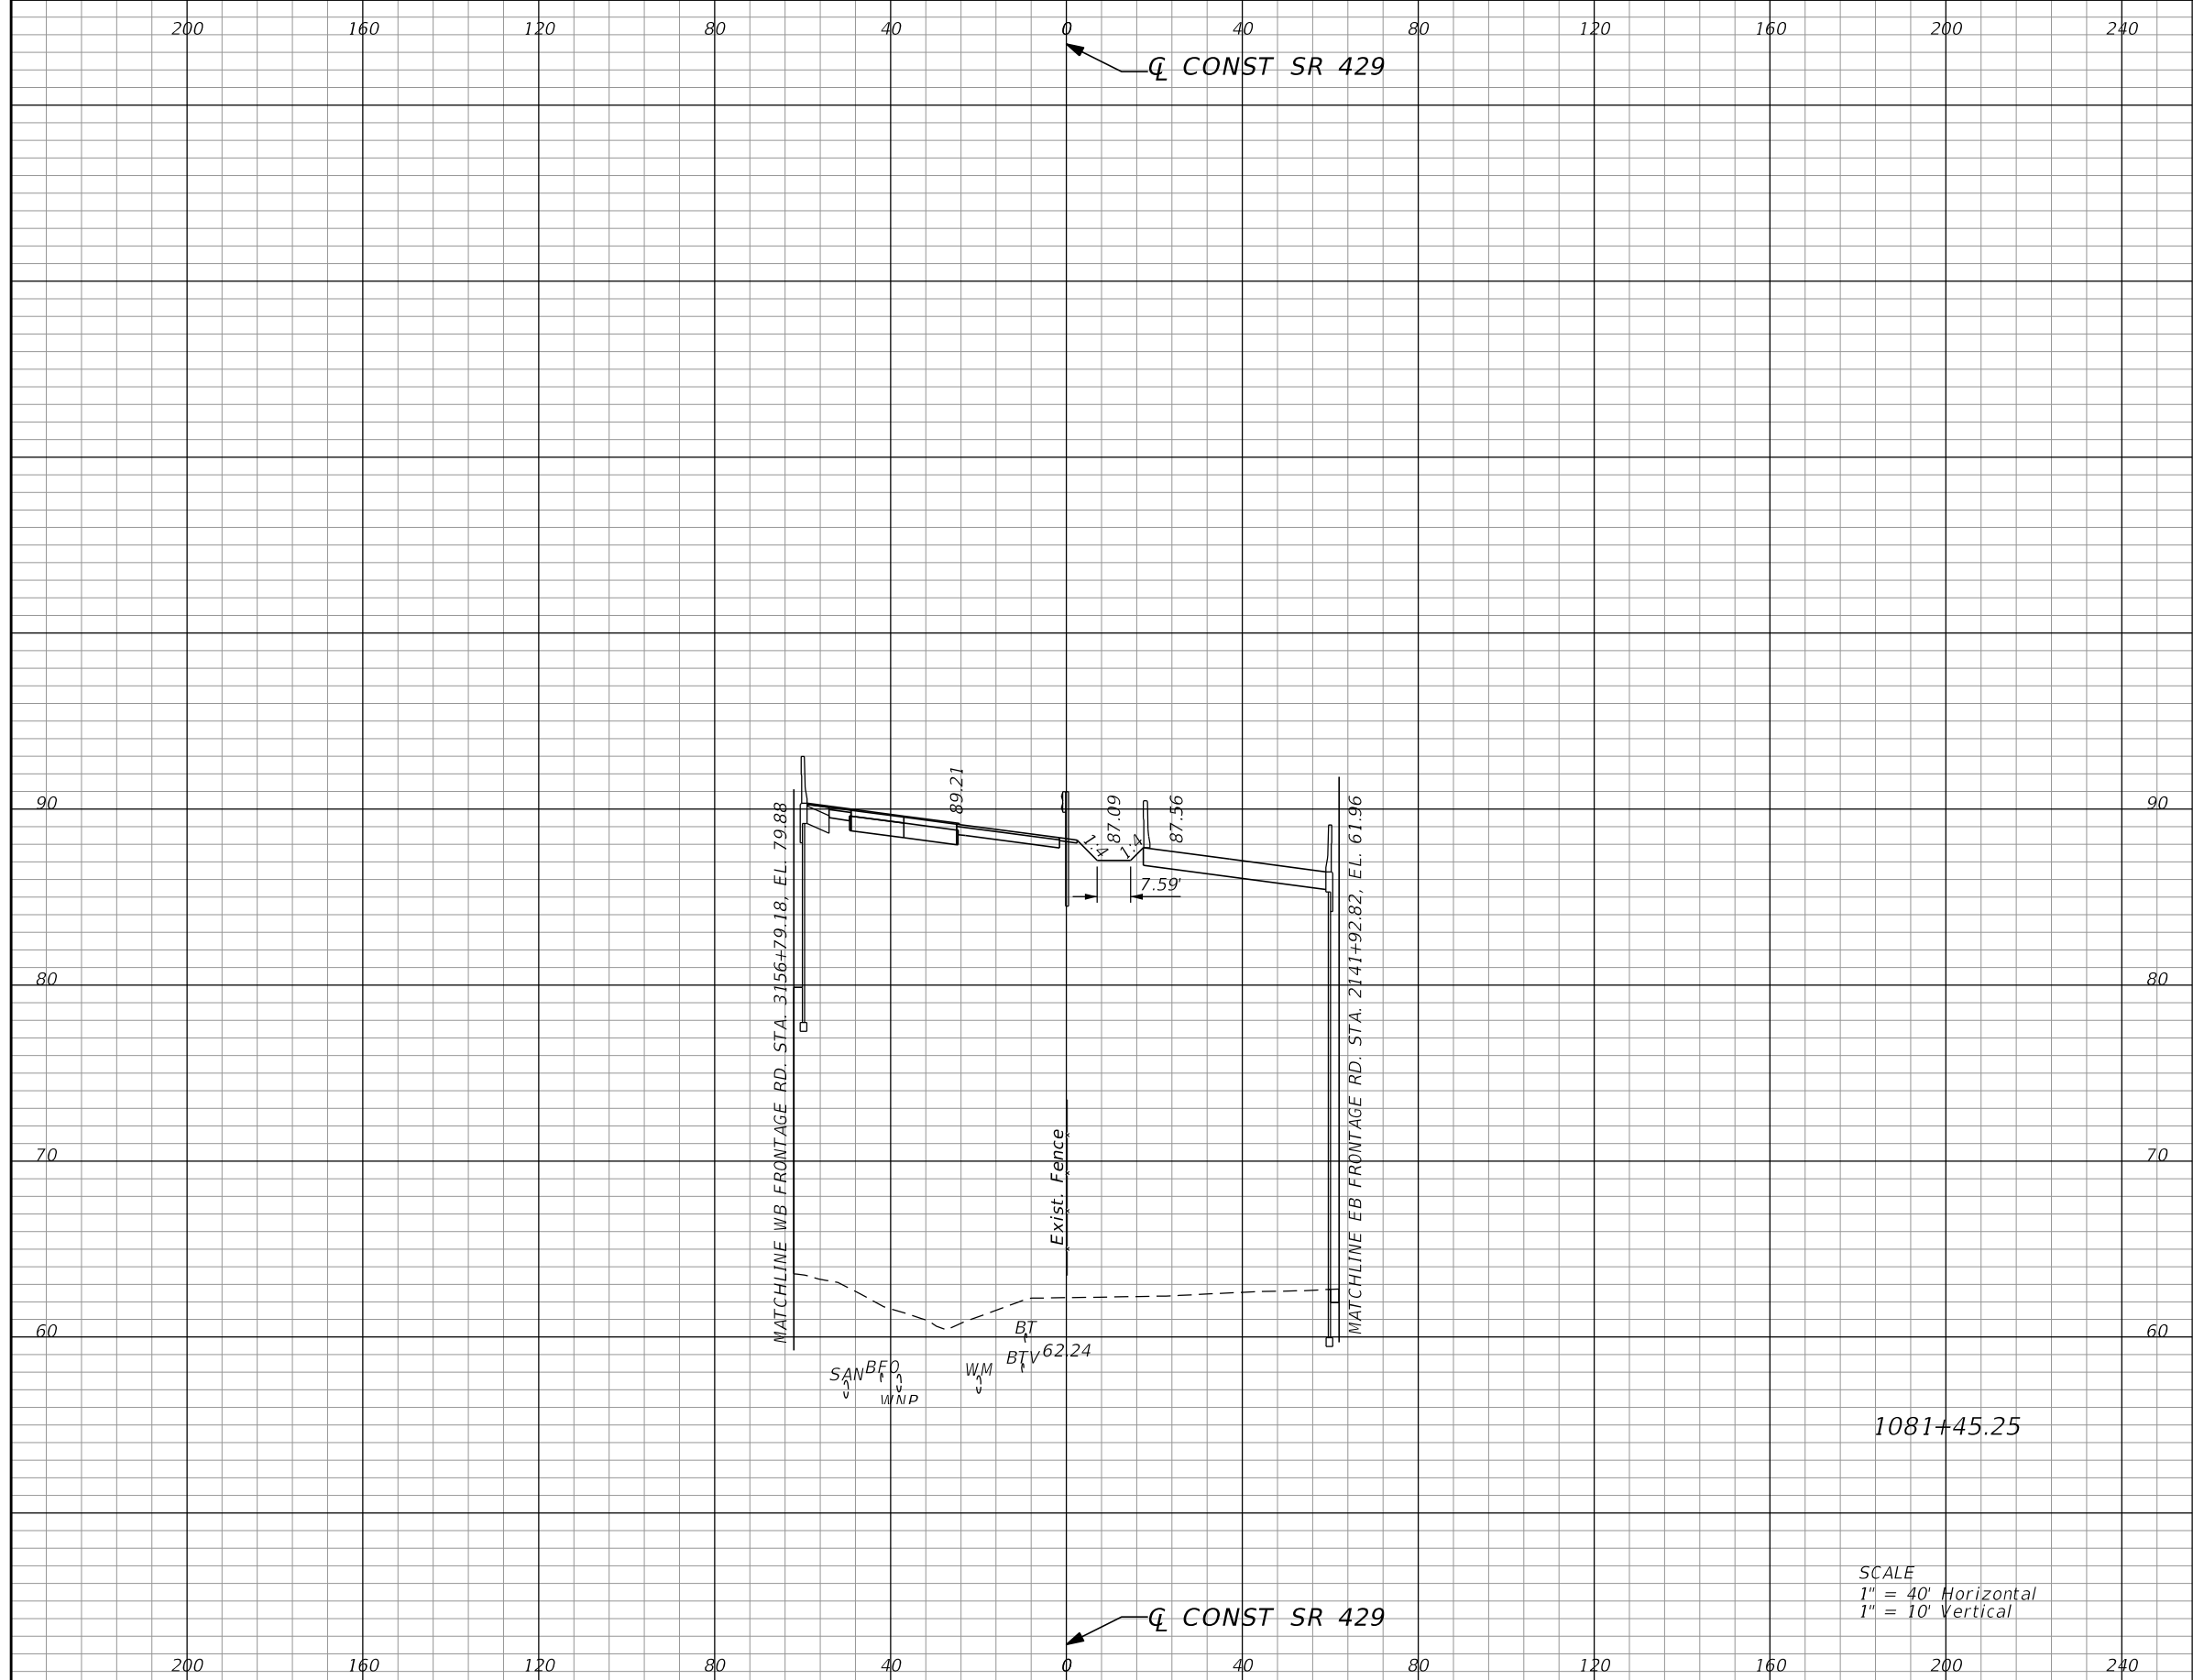 200 160 120 80 40 0 40 80 120 160 200 240
℄ CONST SR 429
89.21
87.09
87.56
1:4
1:4
7.59'
90 90
80 80
70 70
60 60
MATCHLINE WB FRONTAGE RD. STA. 3156+79.18, EL. 79.88
MATCHLINE EB FRONTAGE RD. STA. 2141+92.82, EL. 61.96
Exist. Fence
BT
BTV 62.24
SAN BFO WM
WNP
1081+45.25
SCALE
1" = 40' Horizontal
1" = 10' Vertical
℄ CONST SR 429
200 160 120 80 40 0 40 80 120 160 200 240